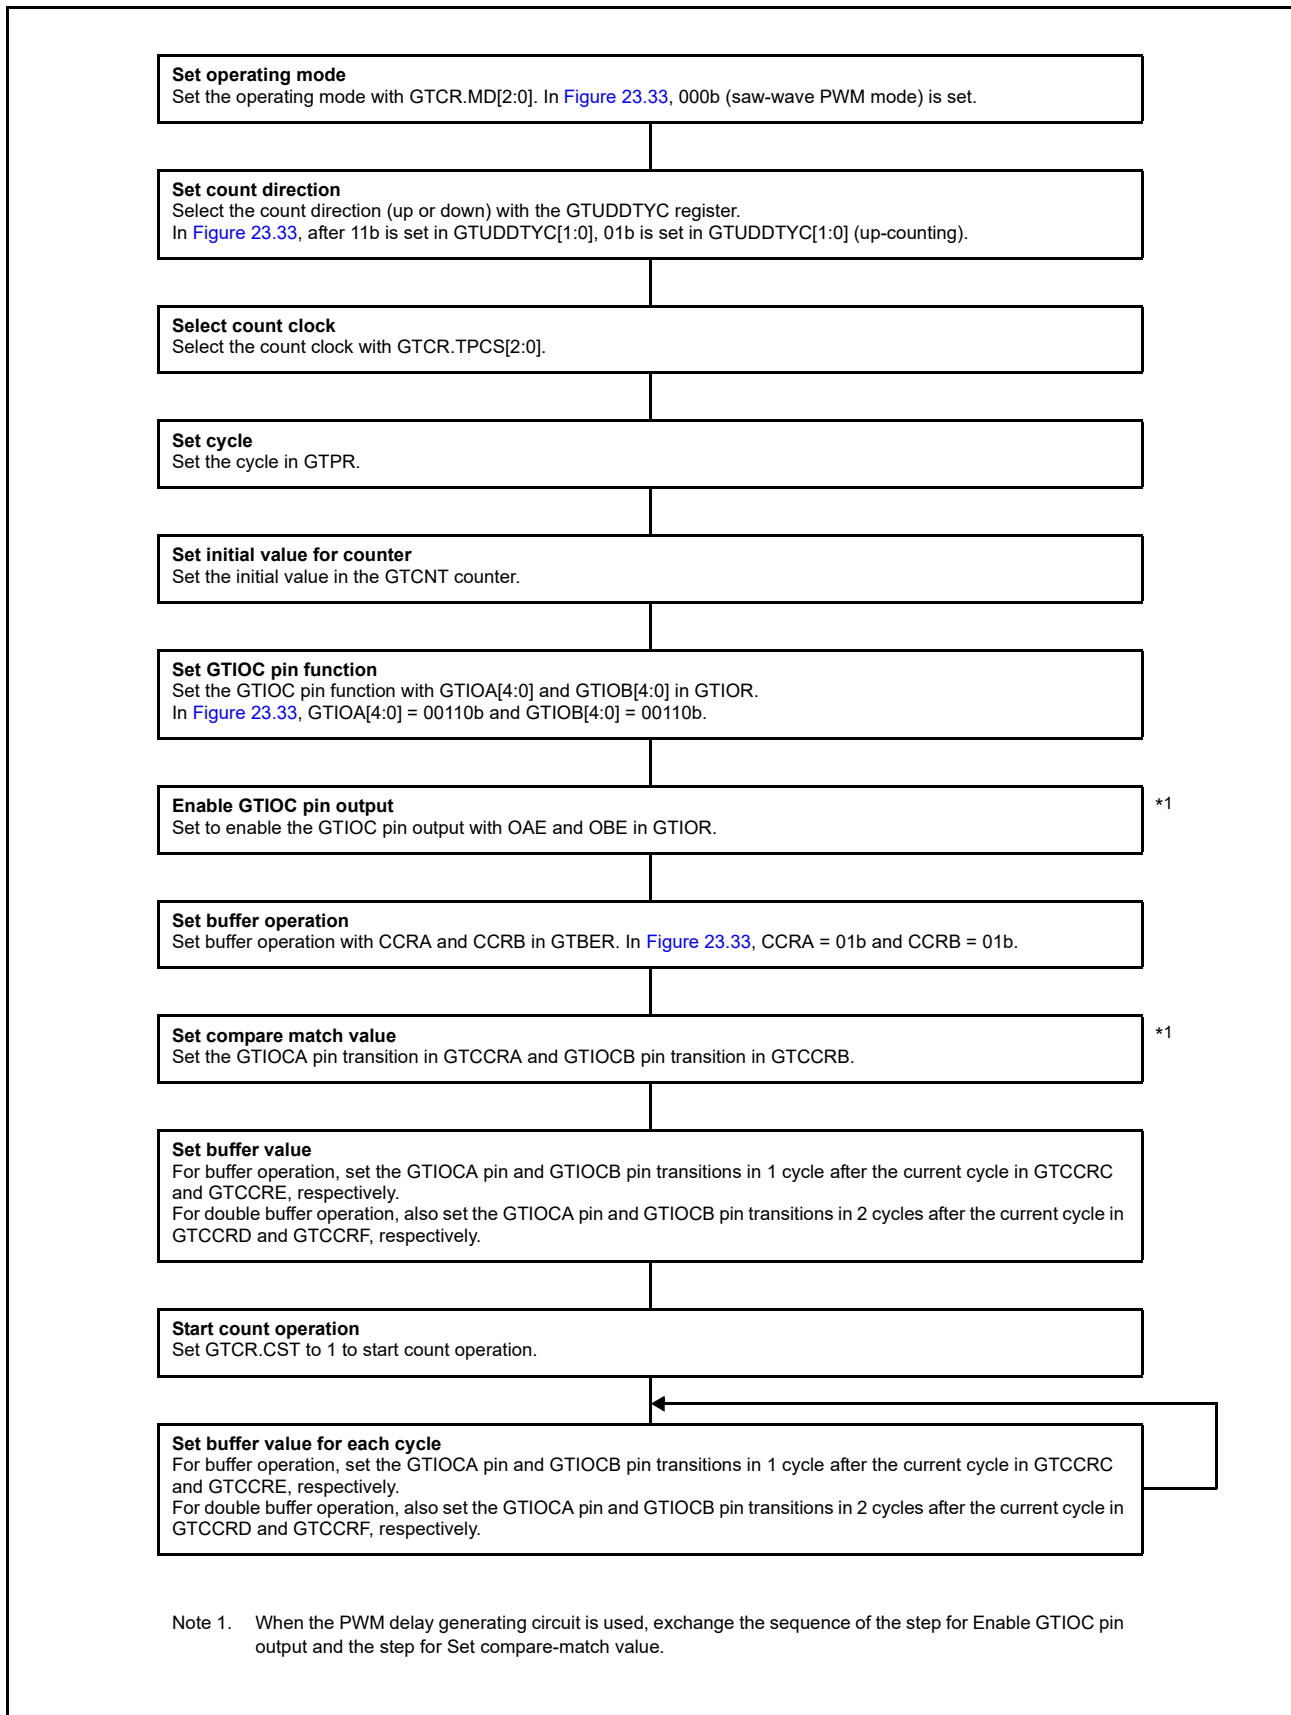 Set operating mode
Set the operating mode with GTCR.MD[2:0]. In Figure 23.33, 000b (saw-wave PWM mode) is set.
Set count direction
Select the count direction (up or down) with the GTUDDTYC register.
In Figure 23.33, after 11b is set in GTUDDTYC[1:0], 01b is set in GTUDDTYC[1:0] (up-counting).
Select count clock
Select the count clock with GTCR.TPCS[2:0].
Set cycle
Set the cycle in GTPR.
Set initial value for counter
Set the initial value in the GTCNT counter.
Set GTIOC pin function
Set the GTIOC pin function with GTIOA[4:0] and GTIOB[4:0] in GTIOR.
In Figure 23.33, GTIOA[4:0] = 00110b and GTIOB[4:0] = 00110b.
Enable GTIOC pin output
*1
Set to enable the GTIOC pin output with OAE and OBE in GTIOR.
Set buffer operation
Set buffer operation with CCRA and CCRB in GTBER. In Figure 23.33, CCRA = 01b and CCRB = 01b.
Set compare match value
*1
Set the GTIOCA pin transition in GTCCRA and GTIOCB pin transition in GTCCRB.
Set buffer value
For buffer operation, set the GTIOCA pin and GTIOCB pin transitions in 1 cycle after the current cycle in GTCCRC
and GTCCRE, respectively.
For double buffer operation, also set the GTIOCA pin and GTIOCB pin transitions in 2 cycles after the current cycle in
GTCCRD and GTCCRF, respectively.
Start count operation
Set GTCR.CST to 1 to start count operation.
Set buffer value for each cycle
For buffer operation, set the GTIOCA pin and GTIOCB pin transitions in 1 cycle after the current cycle in GTCCRC
and GTCCRE, respectively.
For double buffer operation, also set the GTIOCA pin and GTIOCB pin transitions in 2 cycles after the current cycle in
GTCCRD and GTCCRF, respectively.
Note 1. When the PWM delay generating circuit is used, exchange the sequence of the step for Enable GTIOC pin
output and the step for Set compare-match value.